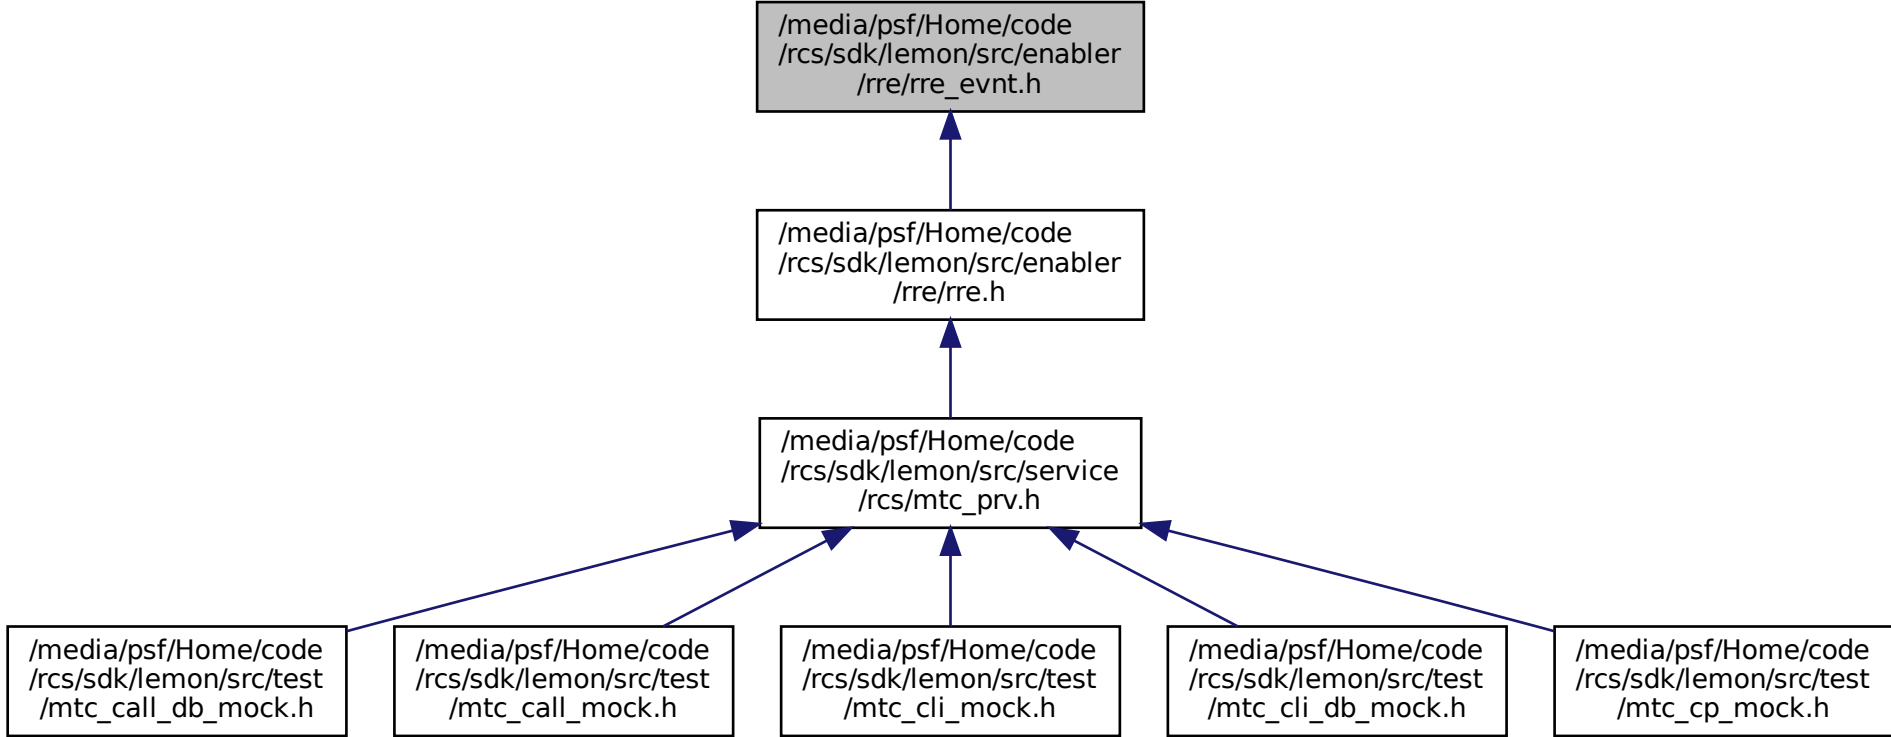 /media/psf/Home/code
/rcs/sdk/lemon/src/enabler
/rre/rre_evnt.h
/media/psf/Home/code
/rcs/sdk/lemon/src/enabler
/rre/rre.h
/media/psf/Home/code
/rcs/sdk/lemon/src/service
/rcs/mtc_prv.h
/media/psf/Home/code
/rcs/sdk/lemon/src/test
/mtc_call_db_mock.h
/media/psf/Home/code
/rcs/sdk/lemon/src/test
/mtc_call_mock.h
/media/psf/Home/code
/rcs/sdk/lemon/src/test
/mtc_cli_mock.h
/media/psf/Home/code
/rcs/sdk/lemon/src/test
/mtc_cli_db_mock.h
/media/psf/Home/code
/rcs/sdk/lemon/src/test
/mtc_cp_mock.h